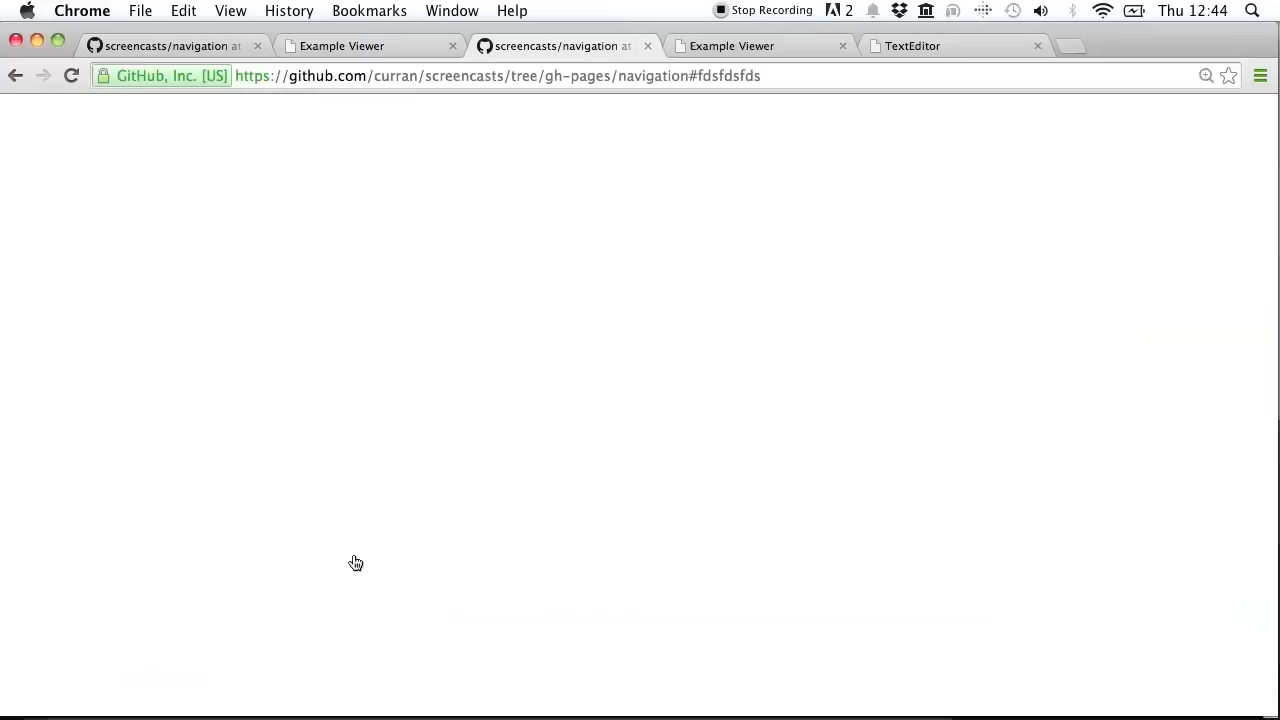 Chrome File Edit View History Bookmarks Window Help Stop Recording 2 Thu 12:44
screencasts/navigation at Example Viewer screencasts/navigation at Example Viewer TextEditor
GitHub, Inc. [US] https://github.com/curran/screencasts/tree/gh-pages/navigation#fdsfdsfds